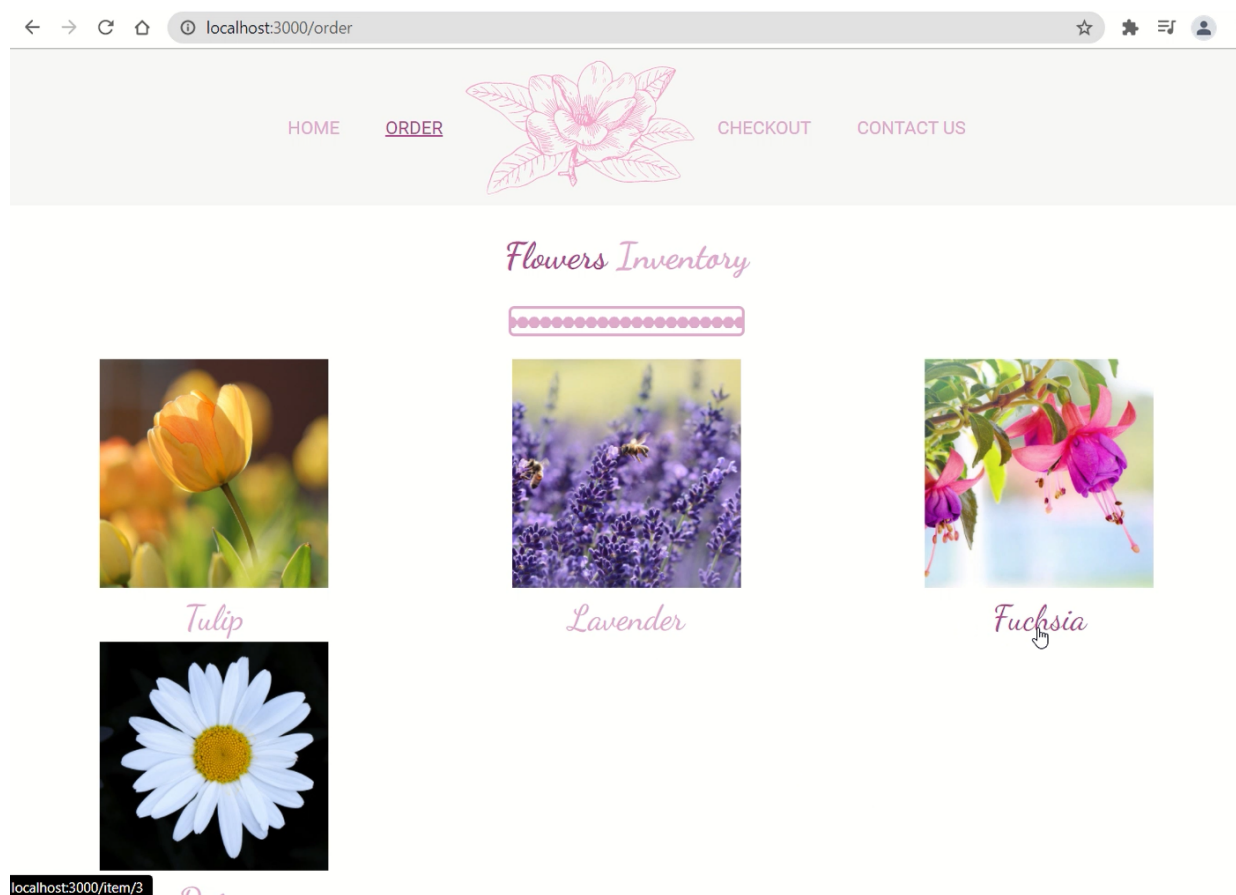 localhost:3000/order
HOME ORDER CHECKOUT CONTACT US
Flowers Inventory
Tulip Lavender Fuchsia
localhost:3000/item/3